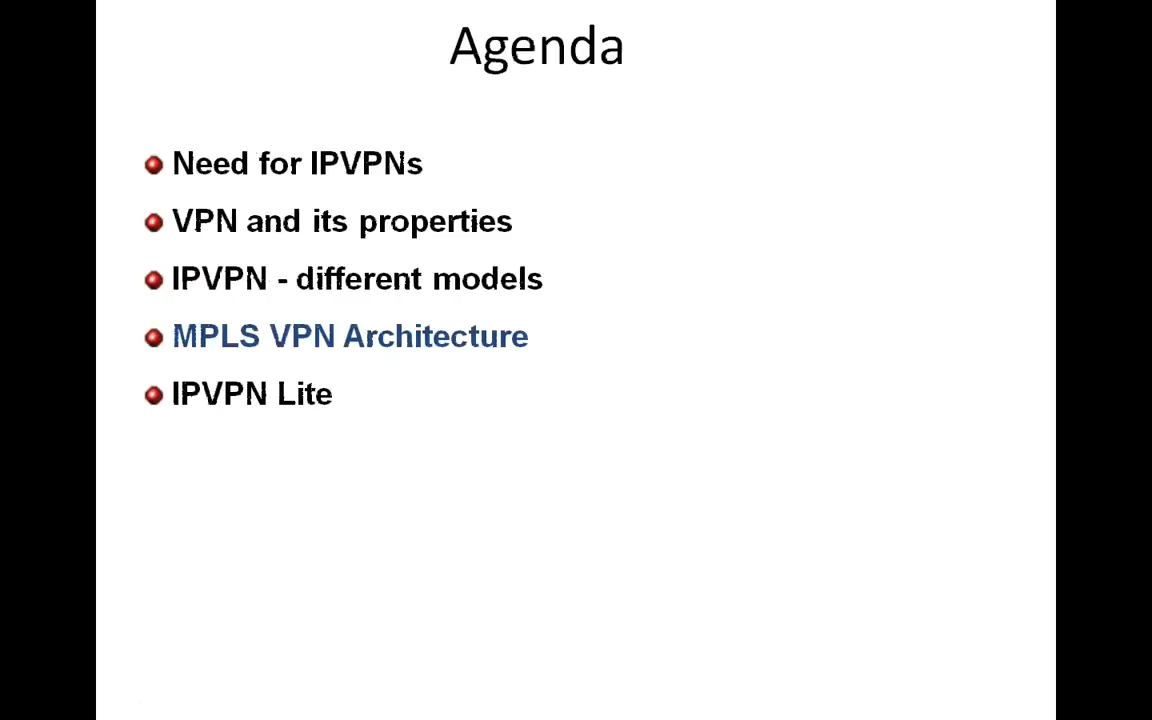 Agenda
Need for IPVPNs
VPN and its properties
IPVPN - different models
MPLS VPN Architecture
IPVPN Lite